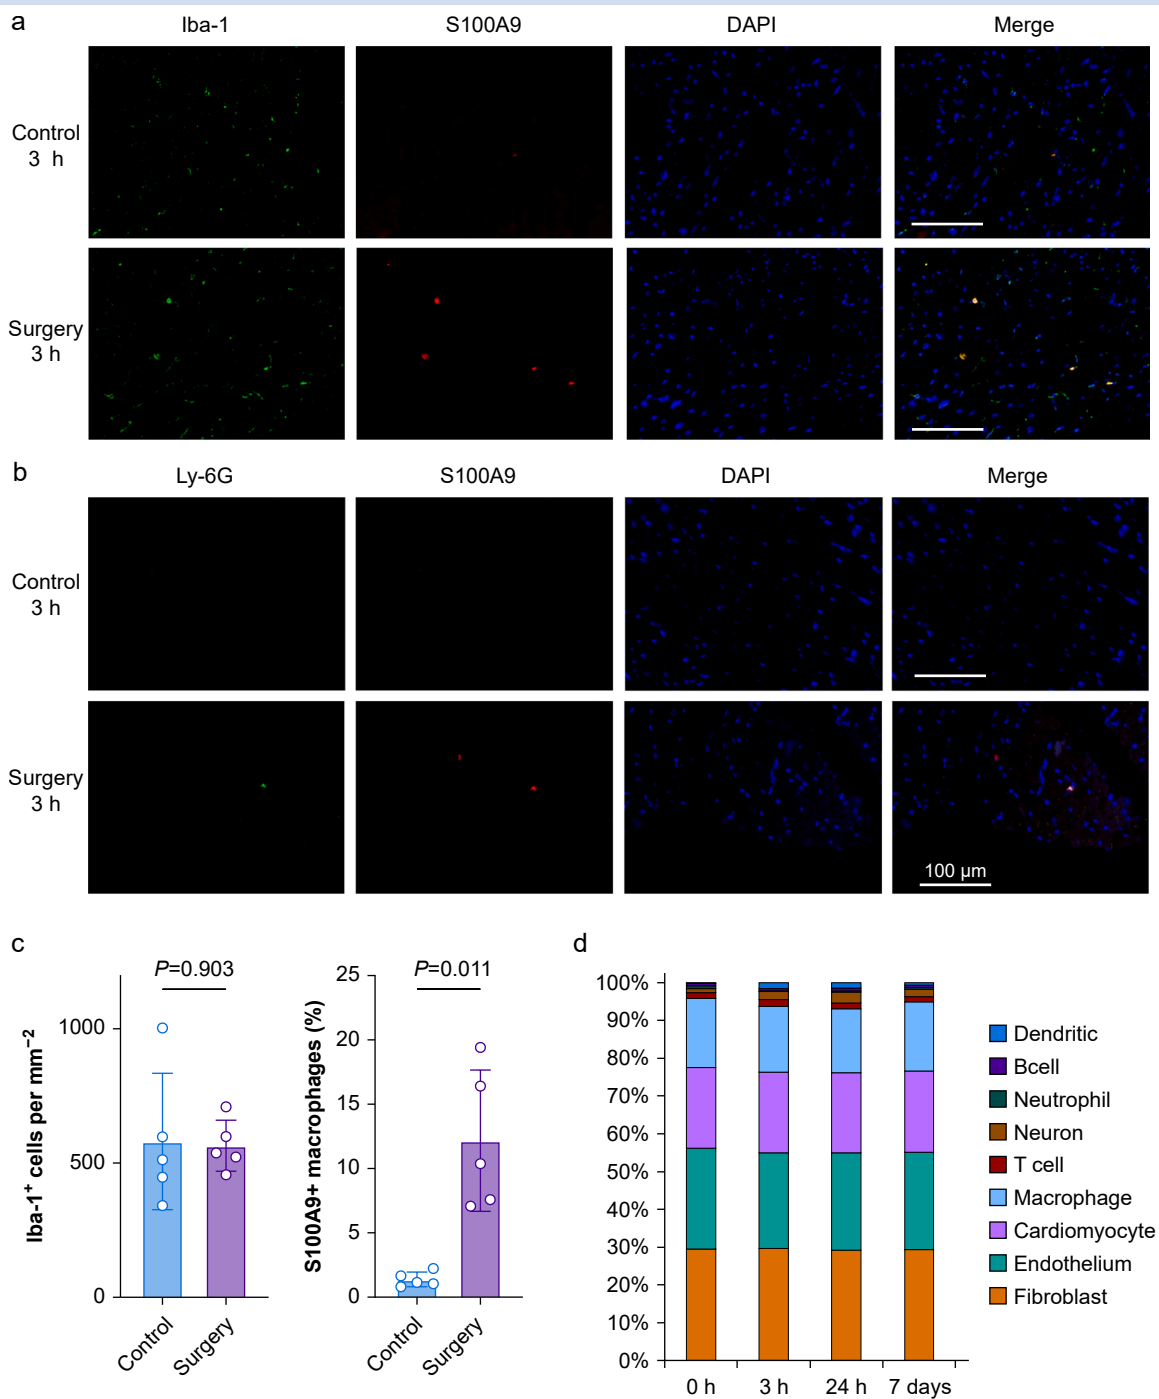 a
Iba-1 S100A9 DAPI Merge
Control
3 h
Surgery
3 h
b
Ly-6G S100A9 DAPI Merge
Control
3 h
Surgery
3 h
100 µm
c
P=0.903
Iba-1⁺ cells per mm⁻²
1000
500
0
Control
Surgery
P=0.011
S100A9+ macrophages (%)
25
20
15
10
5
0
Control
Surgery
d
100%
90%
80%
70%
60%
50%
40%
30%
20%
10%
0%
0 h 3 h 24 h 7 days
Dendritic
Bcell
Neutrophil
Neuron
T cell
Macrophage
Cardiomyocyte
Endothelium
Fibroblast